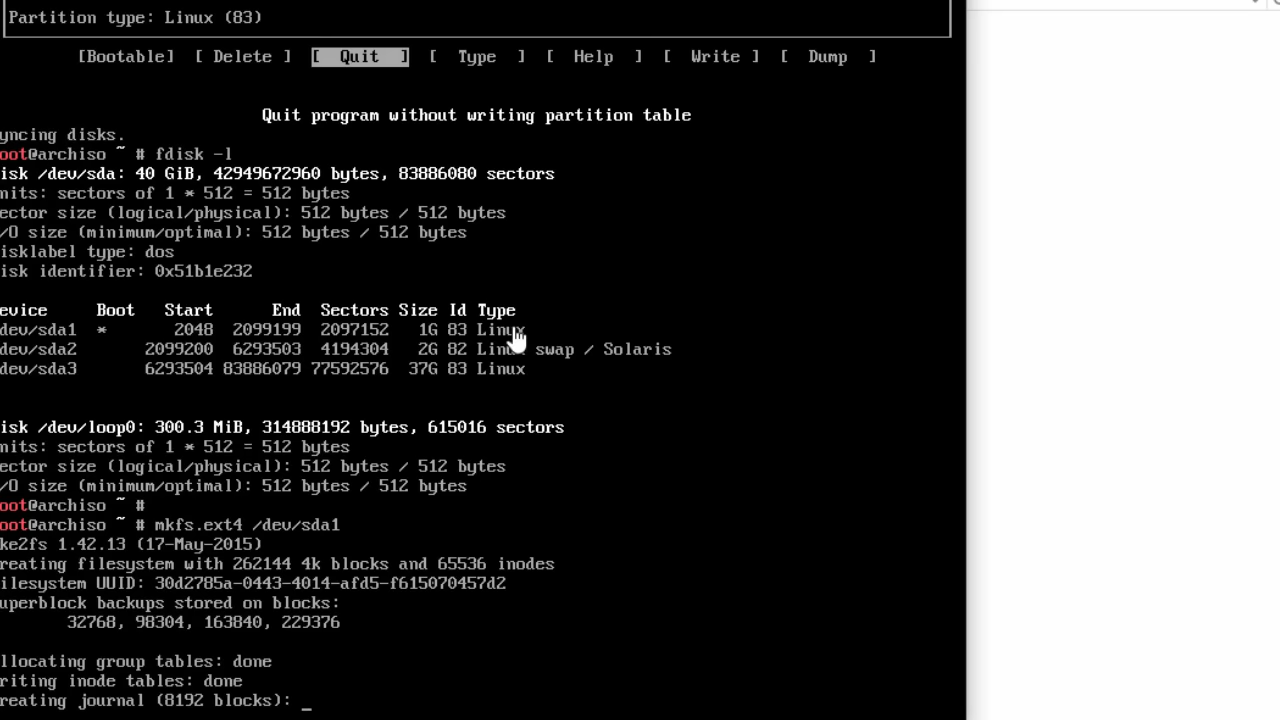 Partition type: Linux (83)
[Bootable] [ Delete ] [ Quit ] [ Type ] [ Help ] [ Write ] [ Dump ]
Quit program without writing partition table
yncing disks.
oot@archiso ~ # fdisk -l
isk /dev/sda: 40 GiB, 42949672960 bytes, 83886080 sectors
nits: sectors of 1 * 512 = 512 bytes
ector size (logical/physical): 512 bytes / 512 bytes
/O size (minimum/optimal): 512 bytes / 512 bytes
isklabel type: dos
isk identifier: 0x51b1e232
evice Boot Start End Sectors Size Id Type
dev/sda1 * 2048 2099199 2097152 1G 83 Linux
dev/sda2 2099200 6293503 4194304 2G 82 Linux swap / Solaris
dev/sda3 6293504 83886079 77592576 37G 83 Linux
isk /dev/loop0: 300.3 MiB, 314888192 bytes, 615016 sectors
nits: sectors of 1 * 512 = 512 bytes
ector size (logical/physical): 512 bytes / 512 bytes
/O size (minimum/optimal): 512 bytes / 512 bytes
oot@archiso ~ #
oot@archiso ~ # mkfs.ext4 /dev/sda1
ke2fs 1.42.13 (17-May-2015)
reating filesystem with 262144 4k blocks and 65536 inodes
ilesystem UUID: 30d2785a-0443-4014-afd5-f615070457d2
uperblock backups stored on blocks:
32768, 98304, 163840, 229376
llocating group tables: done
riting inode tables: done
reating journal (8192 blocks): _